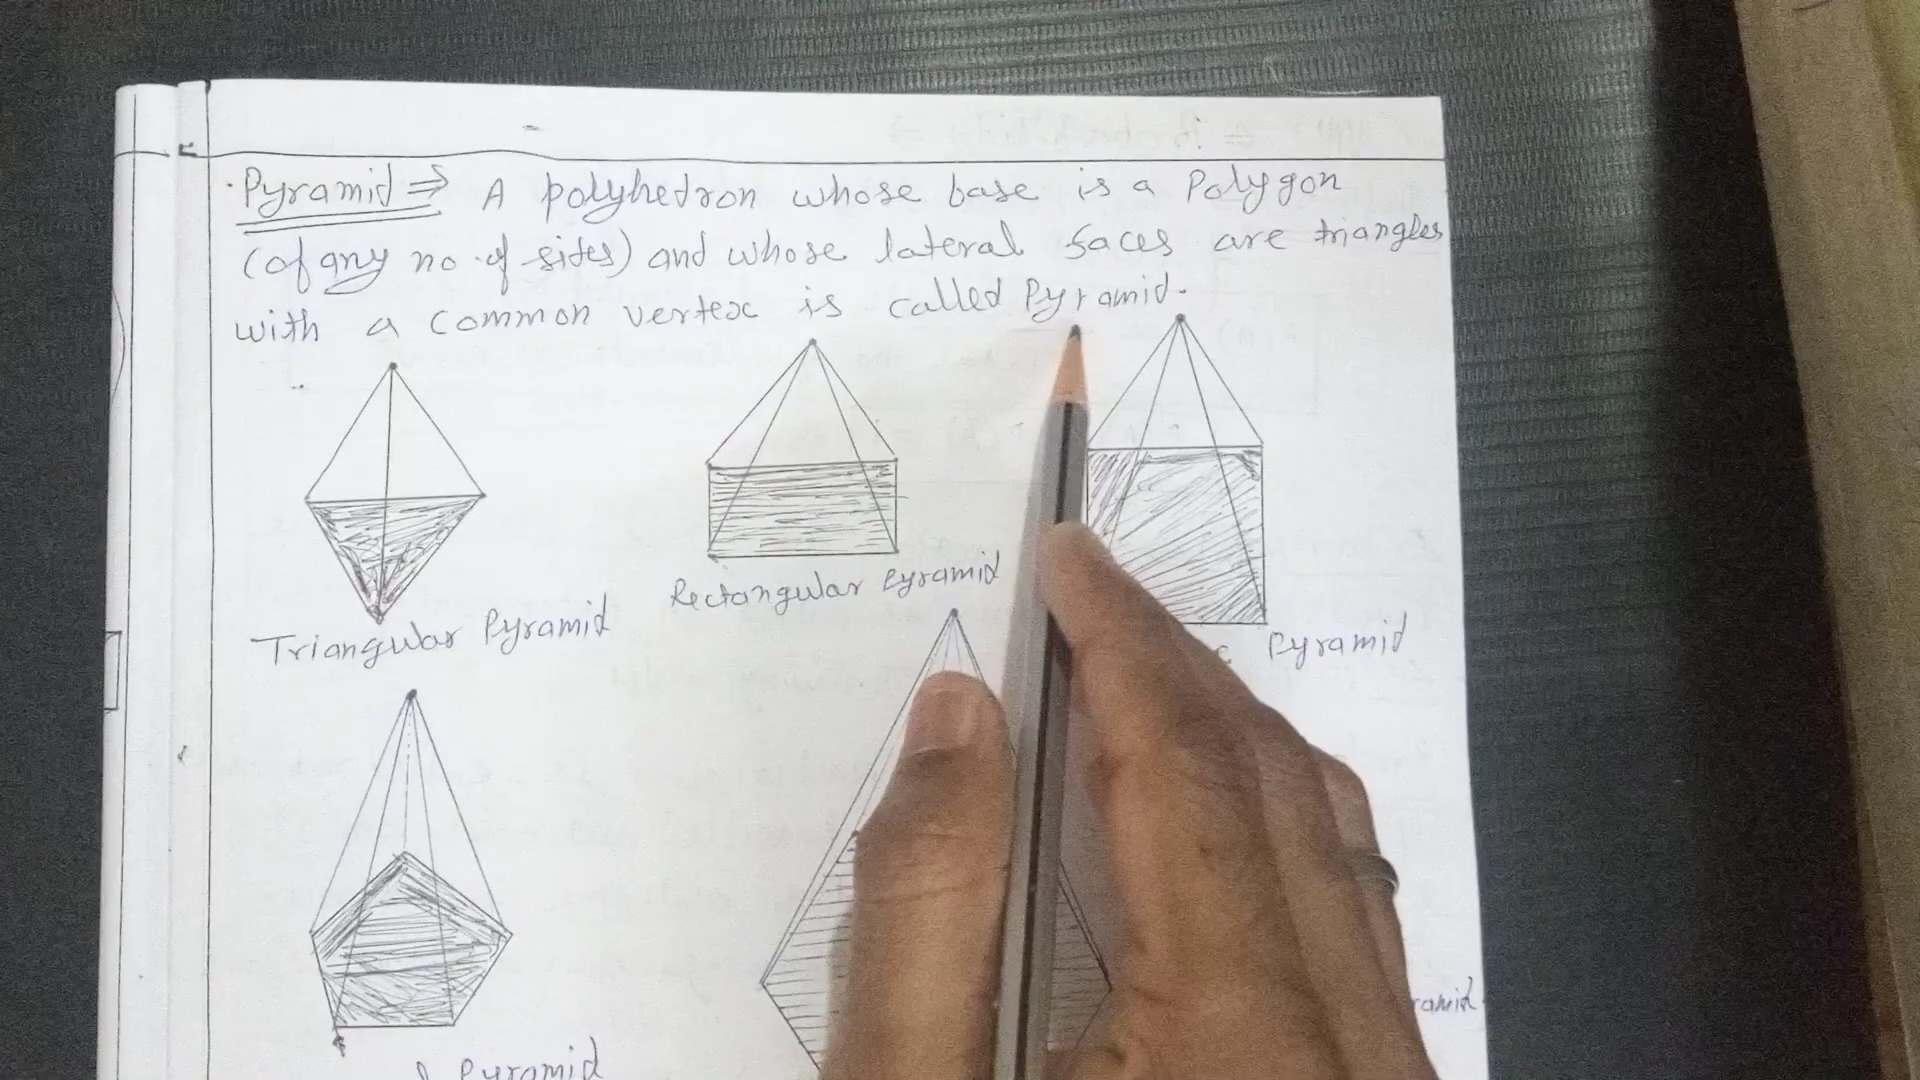 Pyramid ⇒ A polyhedron whose base is a Polygon
(of any no. of sites) and whose lateral faces are triangles
with a common vertex is called Pyramid.
Triangular Pyramid
Rectangular Pyramid
Pyramid
Pyramid